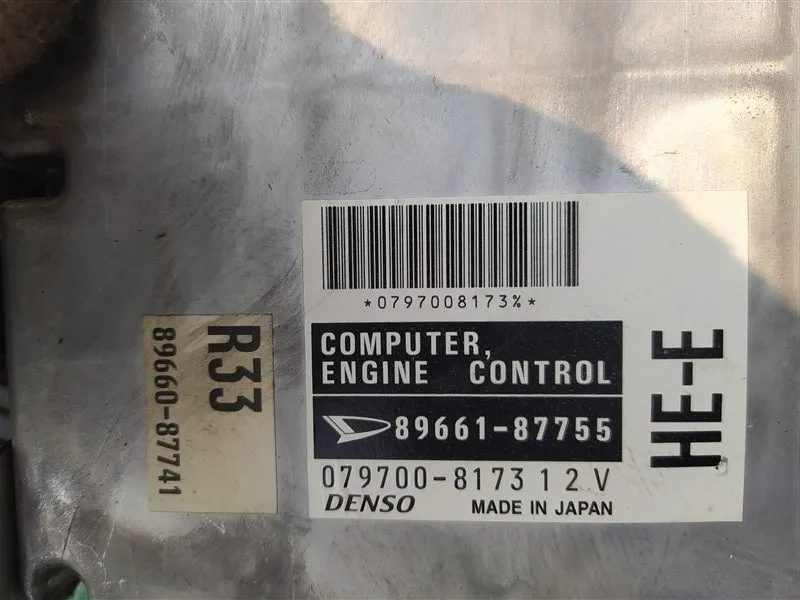 *0797008173%*
COMPUTER,
ENGINE CONTROL
89661-87755
079700-8173 12V
DENSO MADE IN JAPAN
HE-E
R33
89660-87741